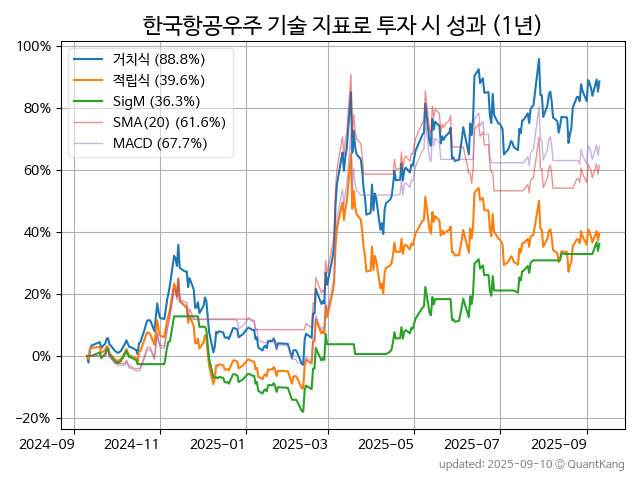 한국항공우주 기술 지표로 투자 시 성과 (1년)
100%
80%
60%
40%
20%
0%
−20%
거치식 (88.8%)
적립식 (39.6%)
SigM (36.3%)
SMA(20) (61.6%)
MACD (67.7%)
2024-09
2024-11
2025-01
2025-03
2025-05
2025-07
2025-09
updated: 2025-09-10 © QuantKang